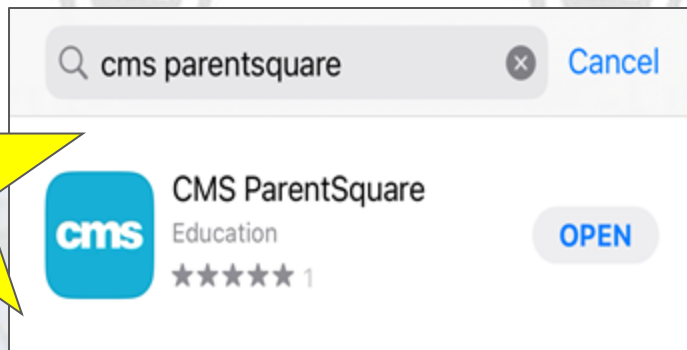 cms parentsquare Cancel
CMS ParentSquare
cms
Education
OPEN
1